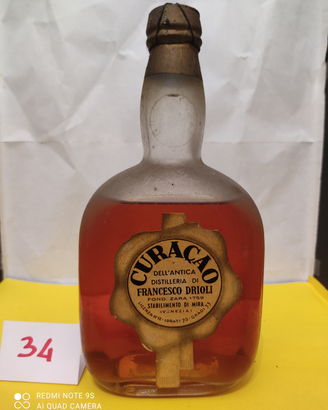 CURAÇAO
DELL'ANTICA
DISTILLERIA DI
FRANCESCO DRIOLI
FOND. ZARA 1759
STABILIMENTO DI MIRA
(VENEZIA)
34
REDMI NOTE 9S
AI QUAD CAMERA